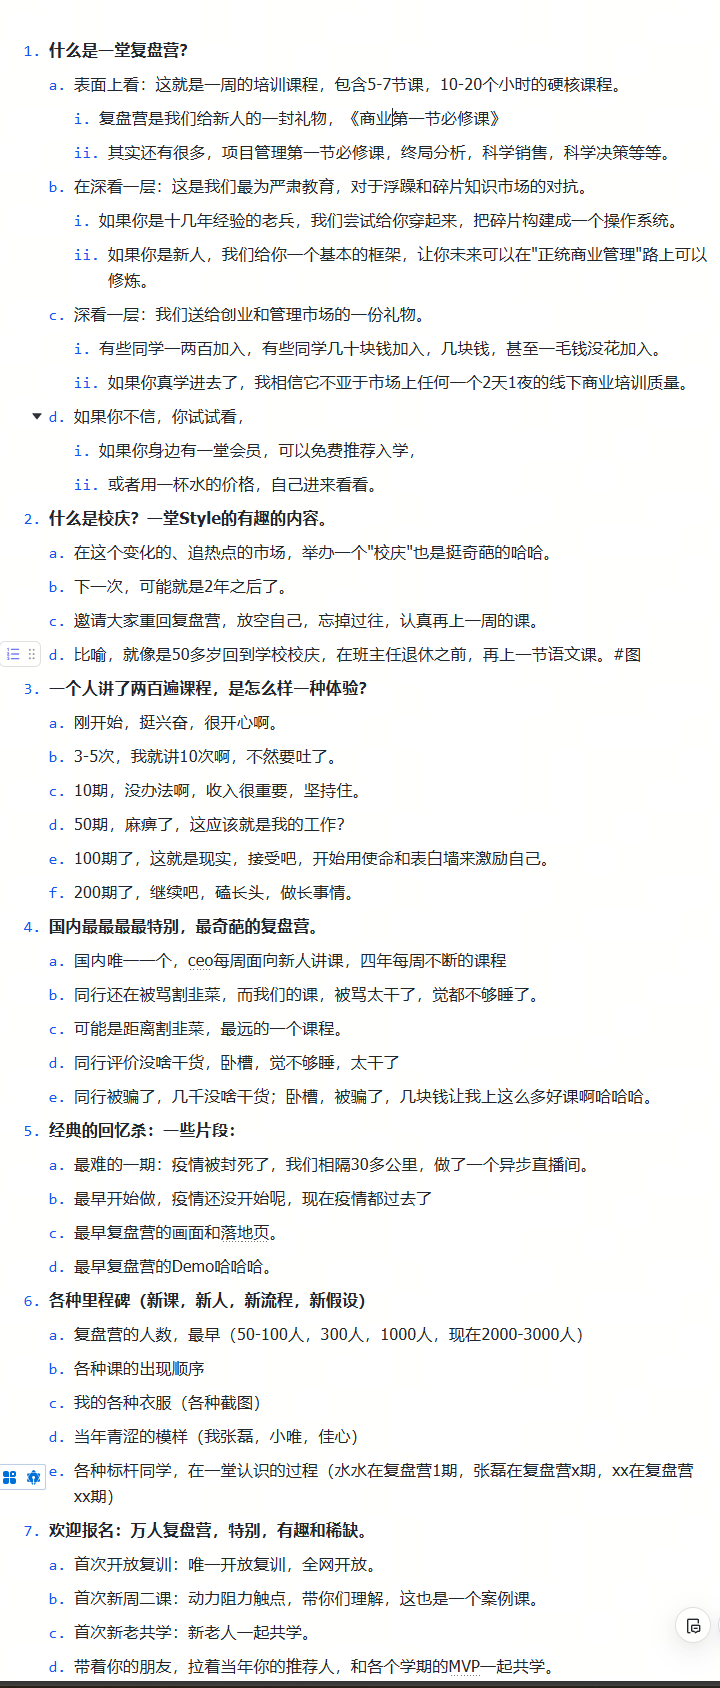 1. 什么是一堂复盘营？
a. 表面上看：这就是一周的培训课程，包含5-7节课，10-20个小时的硬核课程。
i. 复盘营是我们给新人的一封礼物，《商业第一节必修课》
ii. 其实还有很多，项目管理第一节必修课，终局分析，科学销售，科学决策等等。
b. 在深看一层：这是我们最为严肃教育，对于浮躁和碎片知识市场的对抗。
i. 如果你是十几年经验的老兵，我们尝试给你穿起来，把碎片构建成一个操作系统。
ii. 如果你是新人，我们给你一个基本的框架，让你未来可以在"正统商业管理"路上可以
修炼。
c. 深看一层：我们送给创业和管理市场的一份礼物。
i. 有些同学一两百加入，有些同学几十块钱加入，几块钱，甚至一毛钱没花加入。
ii. 如果你真学进去了，我相信它不亚于市场上任何一个2天1夜的线下商业培训质量。
d. 如果你不信，你试试看，
i. 如果你身边有一堂会员，可以免费推荐入学，
ii. 或者用一杯水的价格，自己进来看看。
2. 什么是校庆？一堂Style的有趣的内容。
a. 在这个变化的、追热点的市场，举办一个"校庆"也是挺奇葩的哈哈。
b. 下一次，可能就是2年之后了。
c. 邀请大家重回复盘营，放空自己，忘掉过往，认真再上一周的课。
d. 比喻，就像是50多岁回到学校校庆，在班主任退休之前，再上一节语文课。#图
3. 一个人讲了两百遍课程，是怎么样一种体验？
a. 刚开始，挺兴奋，很开心啊。
b. 3-5次，我就讲10次啊，不然要吐了。
c. 10期，没办法啊，收入很重要，坚持住。
d. 50期，麻痹了，这应该就是我的工作？
e. 100期了，这就是现实，接受吧，开始用使命和表白墙来激励自己。
f. 200期了，继续吧，磕长头，做长事情。
4. 国内最最最最特别，最奇葩的复盘营。
a. 国内唯一一个，ceo每周面向新人讲课，四年每周不断的课程
b. 同行还在被骂割韭菜，而我们的课，被骂太干了，觉都不够睡了。
c. 可能是距离割韭菜，最远的一个课程。
d. 同行评价没啥干货，卧槽，觉不够睡，太干了
e. 同行被骗了，几千没啥干货；卧槽，被骗了，几块钱让我上这么多好课啊哈哈哈。
5. 经典的回忆杀：一些片段：
a. 最难的一期：疫情被封死了，我们相隔30多公里，做了一个异步直播间。
b. 最早开始做，疫情还没开始呢，现在疫情都过去了
c. 最早复盘营的画面和落地页。
d. 最早复盘营的Demo哈哈哈。
6. 各种里程碑（新课，新人，新流程，新假设）
a. 复盘营的人数，最早（50-100人，300人，1000人，现在2000-3000人）
b. 各种课的出现顺序
c. 我的各种衣服（各种截图）
d. 当年青涩的模样（我张磊，小唯，佳心）
e. 各种标杆同学，在一堂认识的过程（水水在复盘营1期，张磊在复盘营x期，xx在复盘营
xx期）
7. 欢迎报名：万人复盘营，特别，有趣和稀缺。
a. 首次开放复训：唯一开放复训，全网开放。
b. 首次新周二课：动力阻力触点，带你们理解，这也是一个案例课。
c. 首次新老共学：新老人一起共学。
d. 带着你的朋友，拉着当年你的推荐人，和各个学期的MVP一起共学。